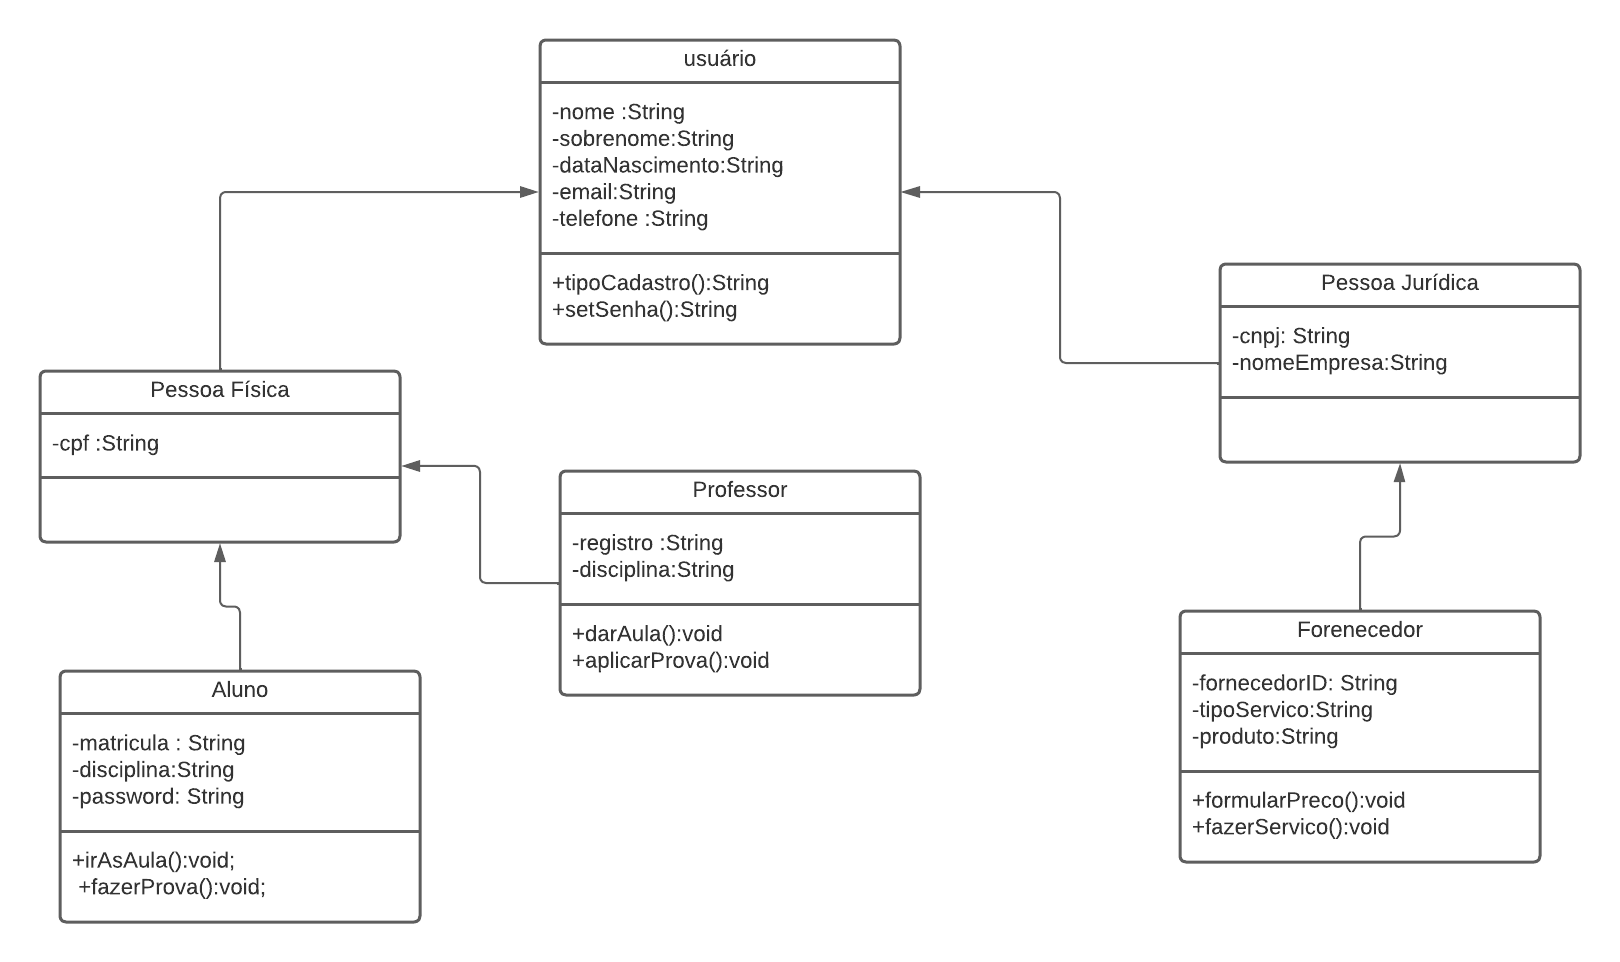 usuário
-nome :String
-sobrenome:String
-dataNascimento:String
-email:String
-telefone :String
+tipoCadastro():String
+setSenha():String
Pessoa Jurídica
-cnpj: String
-nomeEmpresa:String
Pessoa Física
-cpf :String
Professor
-registro :String
-disciplina:String
+darAula():void
+aplicarProva():void
Forenecedor
-fornecedorID: String
-tipoServico:String
-produto:String
+formularPreco():void
+fazerServico():void
Aluno
-matricula : String
-disciplina:String
-password: String
+irAsAula():void;
+fazerProva():void;